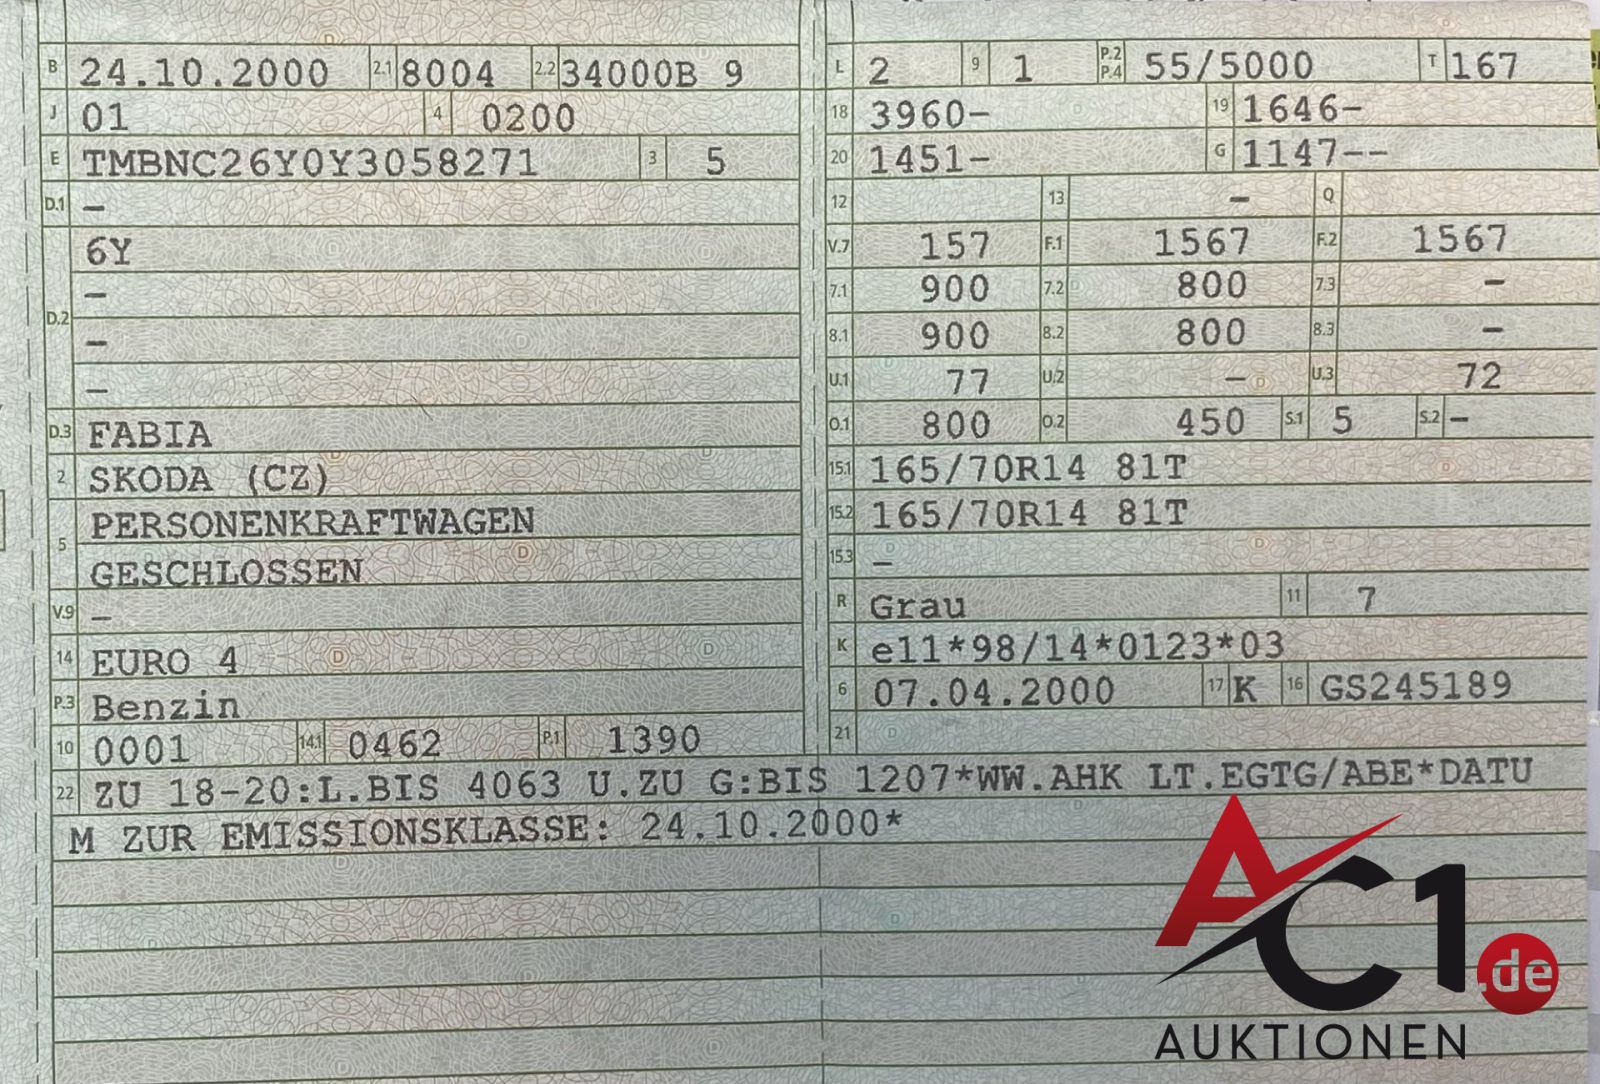 B 24.10.2000 2.1 8004 2.2 34000B 9
J 01 4 0200
E TMBNC26Y0Y3058271 3 5
D.1 –
6Y
–
D.2
–
–
D.3 FABIA
2 SKODA (CZ)
PERSONENKRAFTWAGEN
5
GESCHLOSSEN
V.9 –
14 EURO 4
P.3 Benzin
10 0001 14.1 0462 P.1 1390
L 2 9 1 P.2 P.4 55/5000 T 167
18 3960- 19 1646-
20 1451- G 1147--
12 13 – Q
V.7 157 F.1 1567 F.2 1567
7.1 900 7.2 800 7.3 –
8.1 900 8.2 800 8.3 –
U.1 77 U.2 – U.3 72
O.1 800 O.2 450 S.1 5 S.2 –
15.1 165/70R14 81T
15.2 165/70R14 81T
15.3 –
R Grau 11 7
K e11*98/14*0123*03
6 07.04.2000 17 K 16 GS245189
21
22 ZU 18-20:L.BIS 4063 U.ZU G:BIS 1207*WW.AHK LT.EGTG/ABE*DATU
M ZUR EMISSIONSKLASSE: 24.10.2000*
AC1
.de
AUKTIONEN